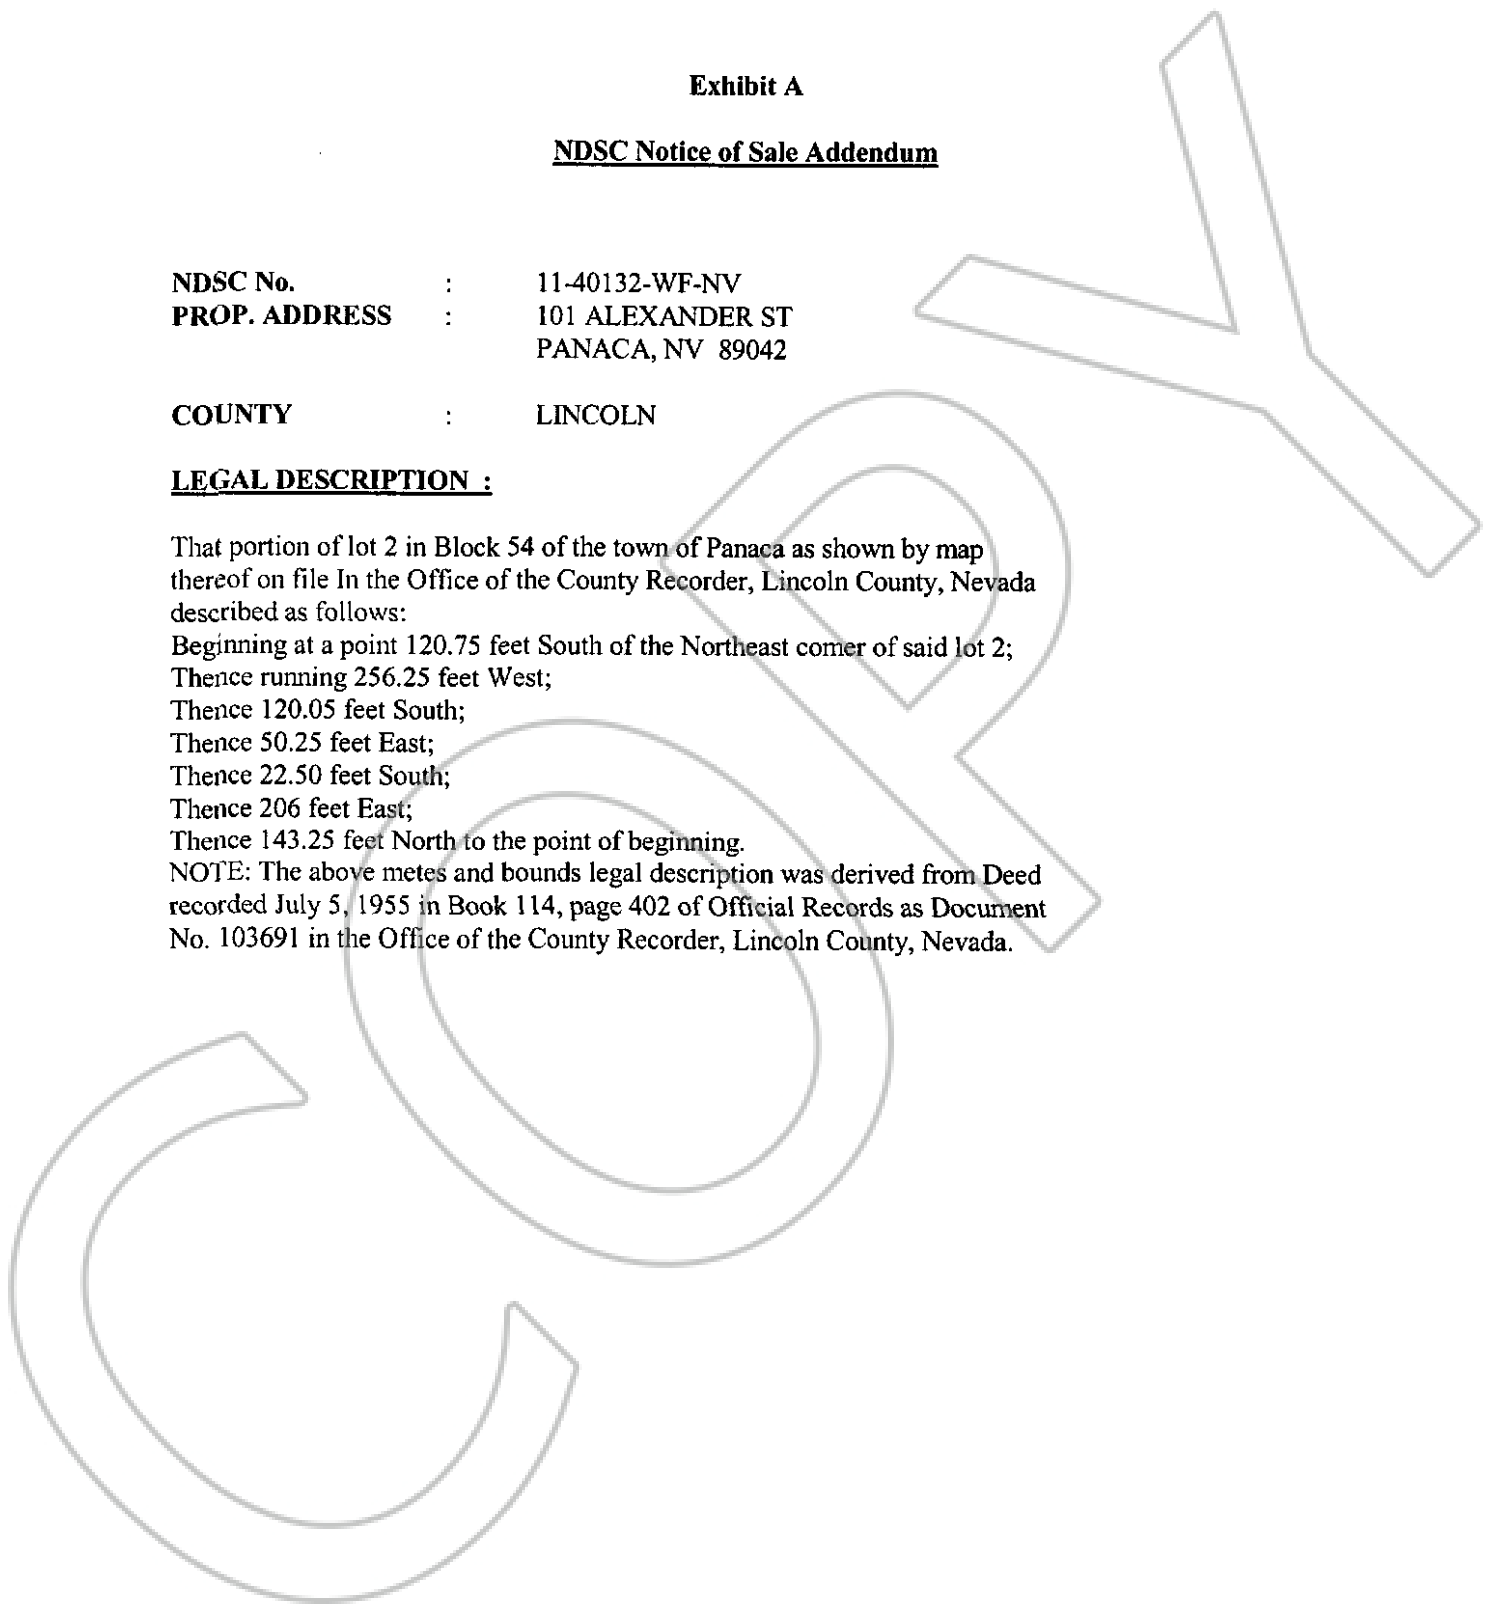 Exhibit A
NDSC Notice of Sale Addendum
NDSC No. : 11-40132-WF-NV
PROP. ADDRESS : 101 ALEXANDER ST
PANACA, NV 89042
COUNTY : LINCOLN
LEGAL DESCRIPTION :
That portion of lot 2 in Block 54 of the town of Panaca as shown by map
thereof on file In the Office of the County Recorder, Lincoln County, Nevada
described as follows:
Beginning at a point 120.75 feet South of the Northeast comer of said lot 2;
Thence running 256.25 feet West;
Thence 120.05 feet South;
Thence 50.25 feet East;
Thence 22.50 feet South;
Thence 206 feet East;
Thence 143.25 feet North to the point of beginning.
NOTE: The above metes and bounds legal description was derived from Deed
recorded July 5, 1955 in Book 114, page 402 of Official Records as Document
No. 103691 in the Office of the County Recorder, Lincoln County, Nevada.
COPY